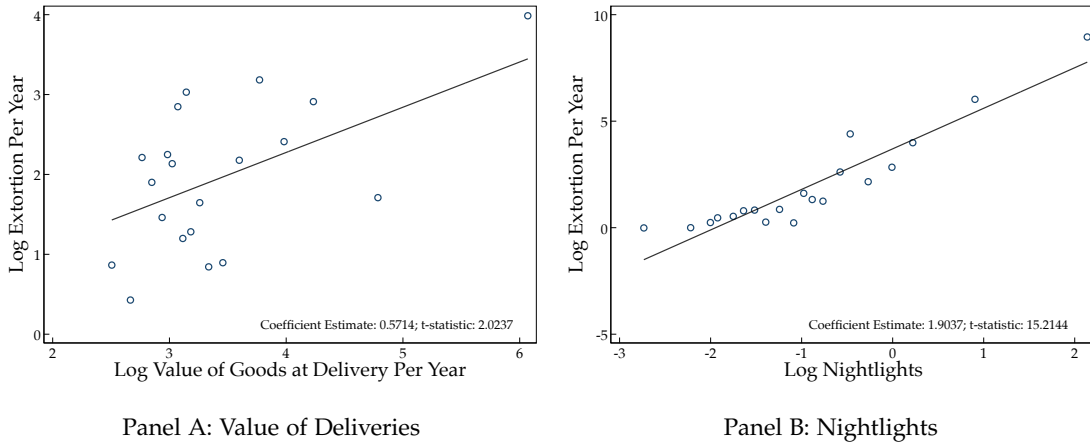 Log Extortion Per Year
4
3
2
1
0
Coefficient Estimate: 0.5714; t-statistic: 2.0237
2 3 4 5 6
Log Value of Goods at Delivery Per Year
Panel A: Value of Deliveries
Log Extortion Per Year
10
5
0
-5
Coefficient Estimate: 1.9037; t-statistic: 15.2144
-3 -2 -1 0 1 2
Log Nightlights
Panel B: Nightlights